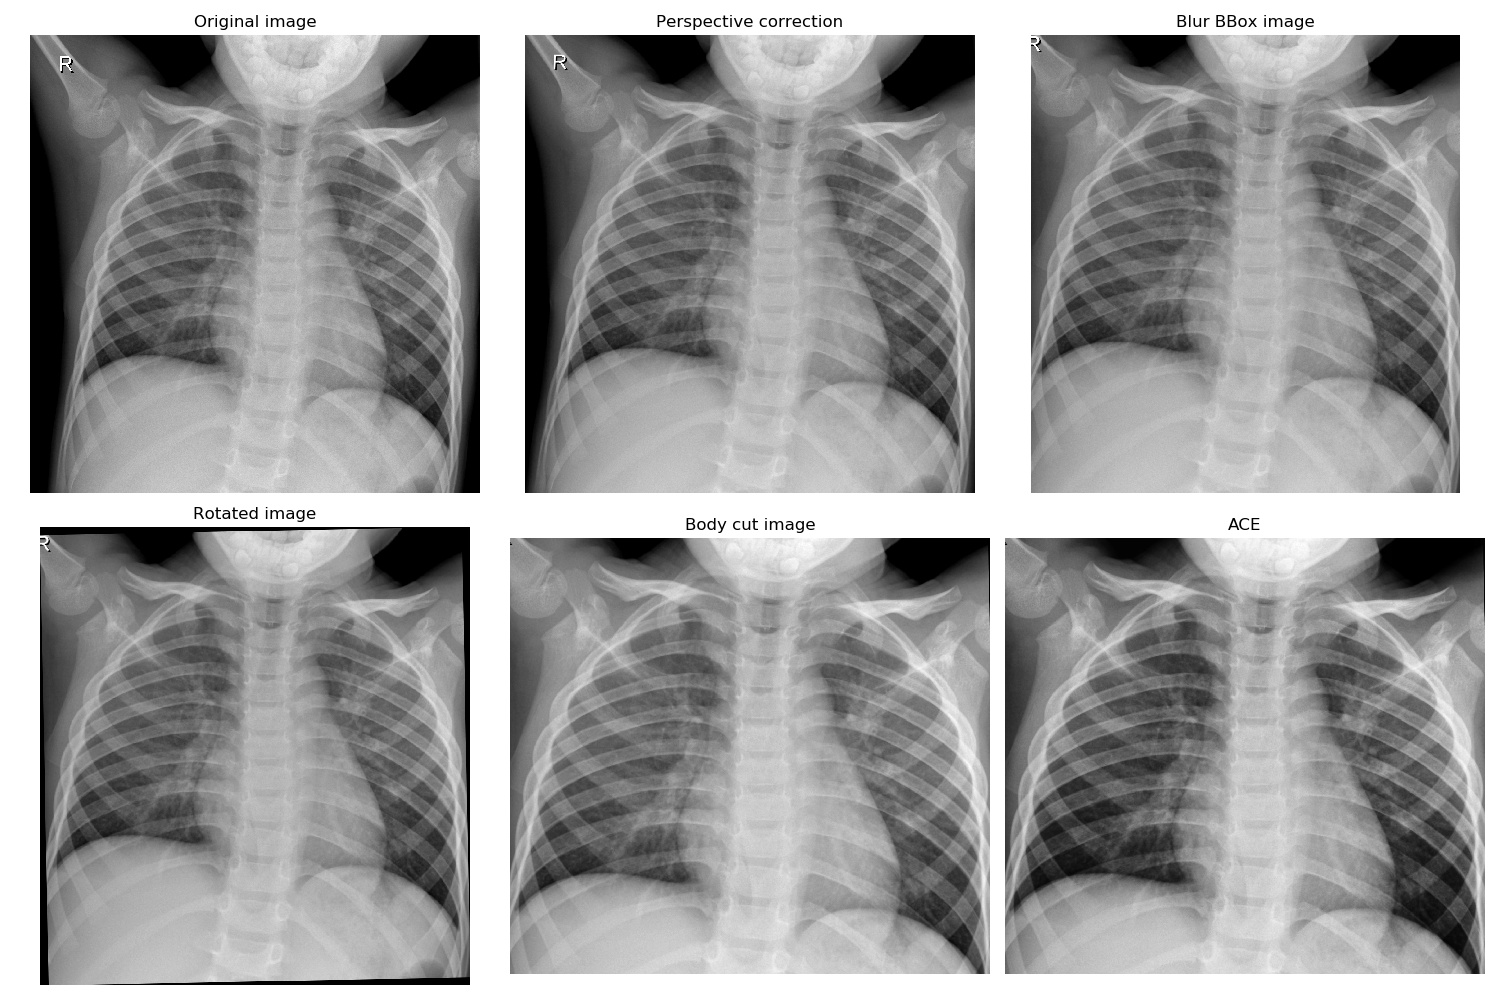 Original image
Perspective correction
Blur BBox image
R
R
R
Rotated image
Body cut image
ACE
R